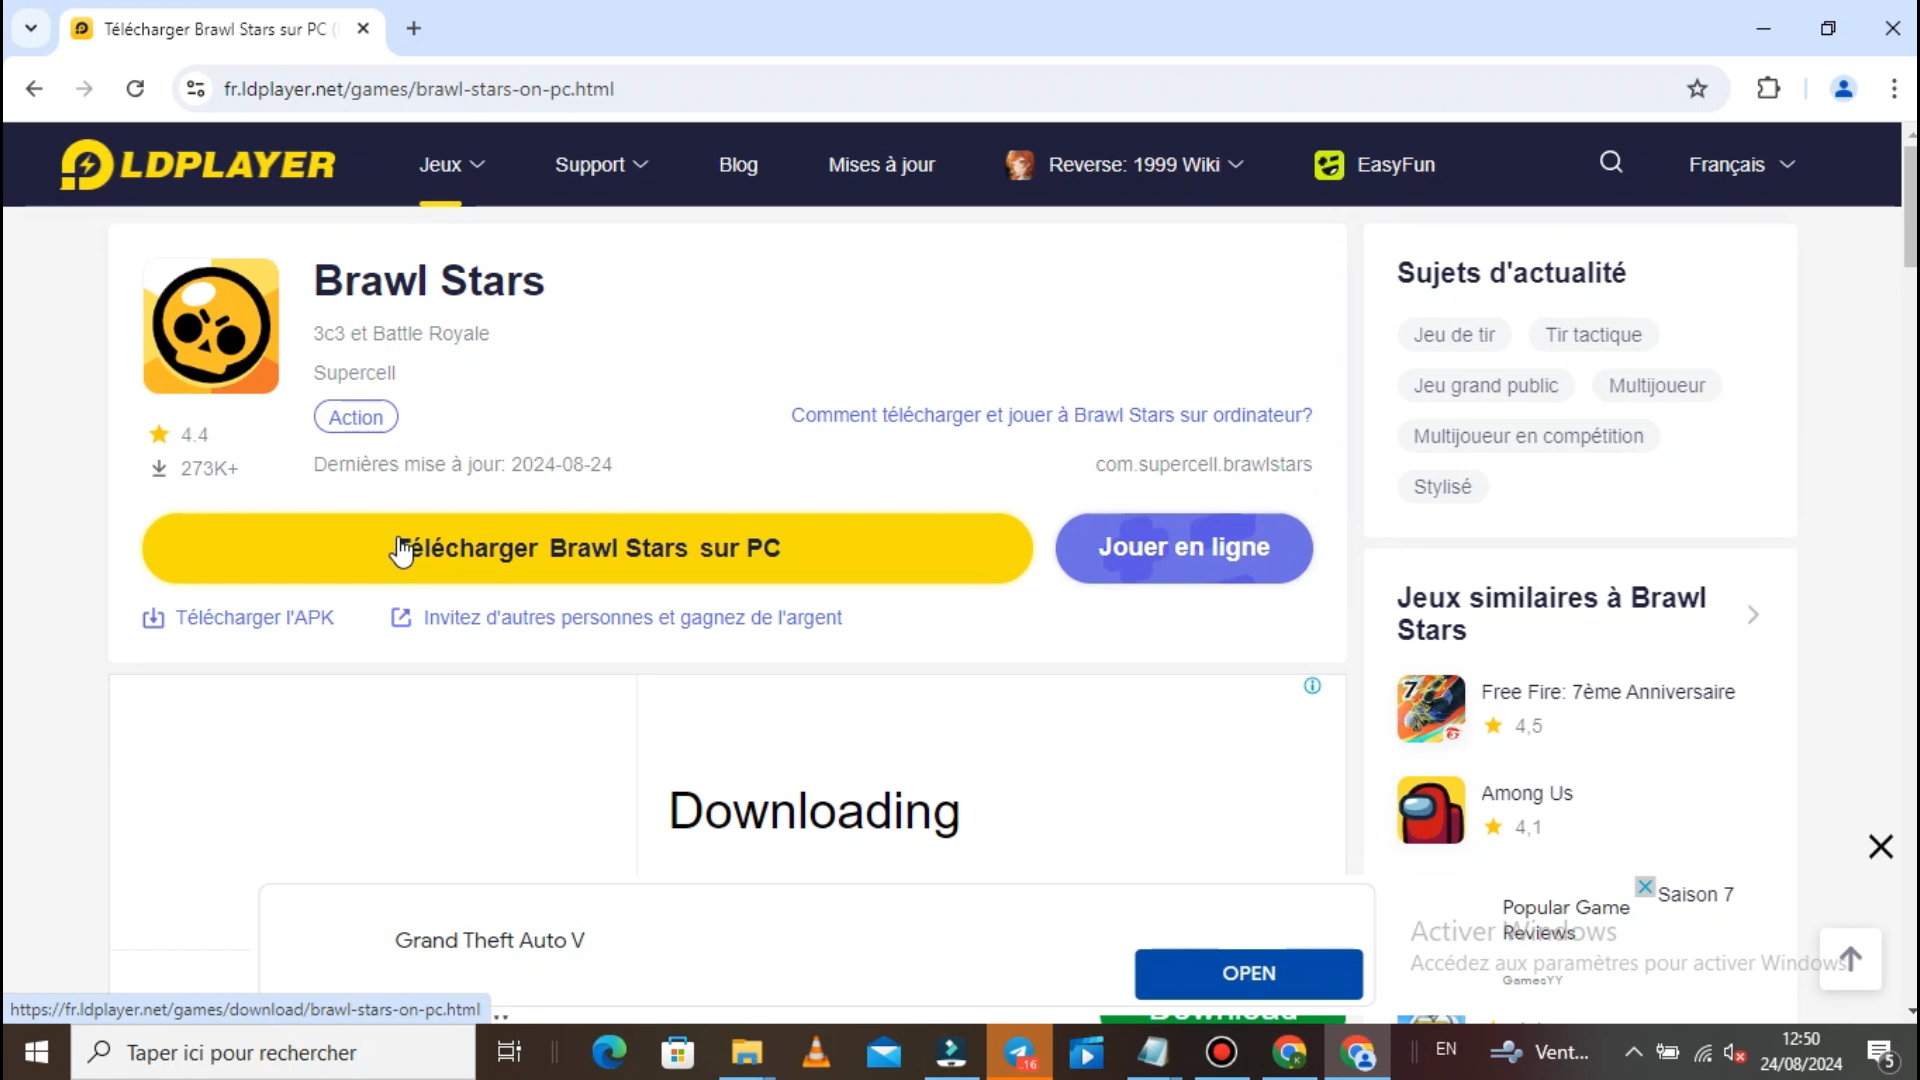 Télécharger Brawl Stars sur PC (
fr.ldplayer.net/games/brawl-stars-on-pc.html
LDPLAYER
Jeux
Support
Blog
Mises à jour
Reverse: 1999 Wiki
EasyFun
Français
Brawl Stars
3c3 et Battle Royale
Supercell
Action
4.4
273K+
Dernières mise à jour: 2024-08-24
Comment télécharger et jouer à Brawl Stars sur ordinateur?
com.supercell.brawlstars
Télécharger Brawl Stars sur PC
Jouer en ligne
Télécharger l'APK
Invitez d'autres personnes et gagnez de l'argent
Sujets d'actualité
Jeu de tir
Tir tactique
Jeu grand public
Multijoueur
Multijoueur en compétition
Stylisé
Jeux similaires à Brawl
Stars
7
Free Fire: 7ème Anniversaire
4,5
Among Us
4,1
Saison 7
Downloading
Grand Theft Auto V
OPEN
Popular Game
Reviews
GamesYY
Activer Windows
Accédez aux paramètres pour activer Windows.
Download
https://fr.ldplayer.net/games/download/brawl-stars-on-pc.html
Taper ici pour rechercher
16
EN
Vent...
12:50
24/08/2024
5